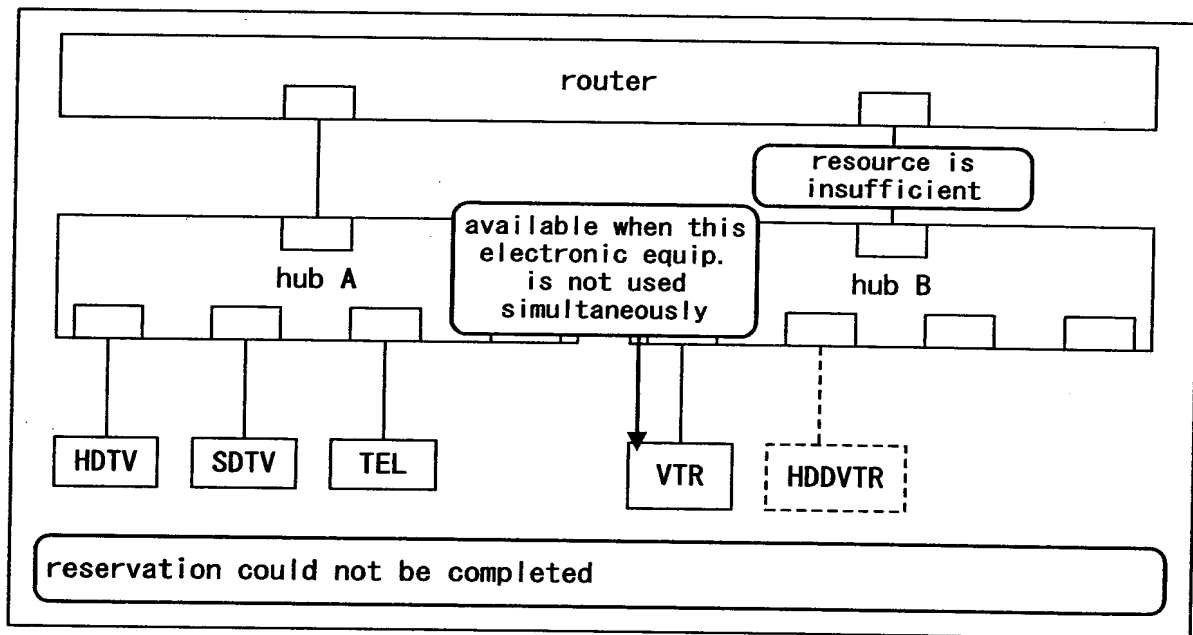 router
resource is
insufficient
available when this
electronic equip.
is not used
simultaneously
hub A
hub B
HDTV
SDTV
TEL
VTR
HDDVTR
reservation could not be completed